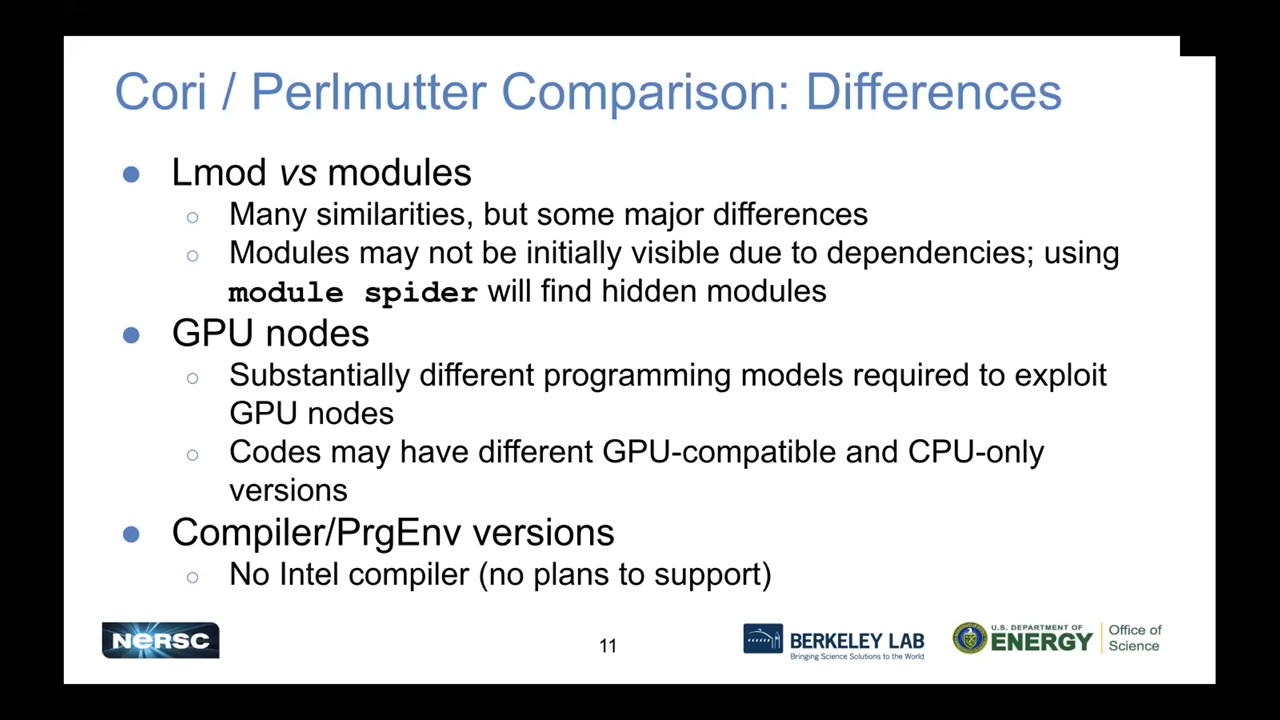 Cori / Perlmutter Comparison: Differences
● Lmod vs modules
○ Many similarities, but some major differences
○ Modules may not be initially visible due to dependencies; using
module spider will find hidden modules
● GPU nodes
○ Substantially different programming models required to exploit
GPU nodes
○ Codes may have different GPU-compatible and CPU-only
versions
● Compiler/PrgEnv versions
○ No Intel compiler (no plans to support)
NERSC
11
BERKELEY LAB
Bringing Science Solutions to the World
U.S. DEPARTMENT OF
ENERGY
Office of
Science